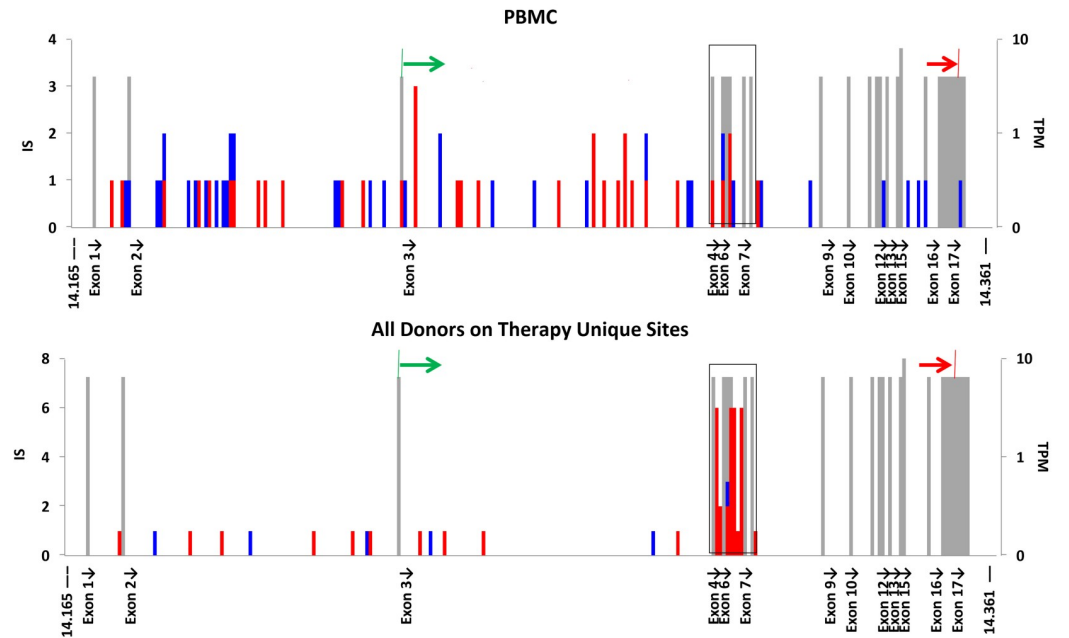 PBMC
4
3
2
1
0
IS
10
1
0
TPM
14.165
Exon 1
Exon 2
Exon 3
Exon 4
Exon 6
Exon 7
Exon 9
Exon 10
Exon 12
Exon 13
Exon 15
Exon 16
Exon 17
14.361
All Donors on Therapy Unique Sites
8
6
4
2
0
IS
10
1
0
TPM
14.165
Exon 1
Exon 2
Exon 3
Exon 4
Exon 6
Exon 7
Exon 9
Exon 10
Exon 12
Exon 13
Exon 15
Exon 16
Exon 17
14.361